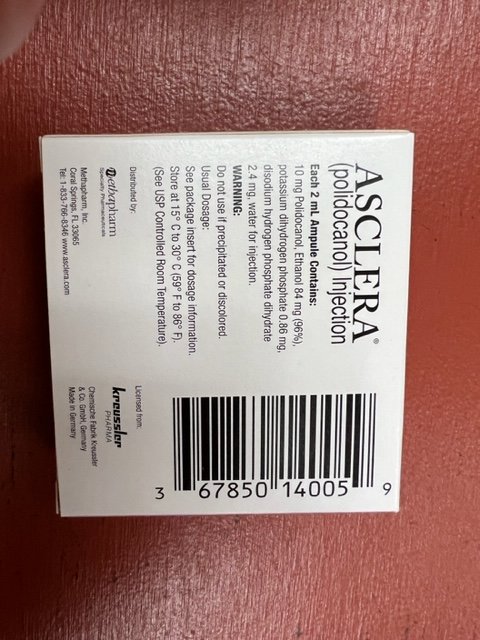 ASCLERA®
(polidocanol) Injection
Each 2 mL Ampule Contains:
10 mg Polidocanol, Ethanol 84 mg (96%),
potassium dihydrogen phosphate 0.86 mg,
disodium hydrogen phosphate dihydrate
2.4 mg, water for injection.
WARNING:
Do not use if precipitated or discolored.
Usual Dosage:
See package insert for dosage information.
Store at 15° C to 30° C (59° F to 86° F).
(See USP Controlled Room Temperature).
Distributed by:
methapharm
Specialty Pharmaceuticals
Methapharm, Inc.
Coral Springs, FL 33065
Tel: 1-833-766-8346 www.asclera.com
3 67850 14005 9
Licensed from:
kreussler
PHARMA
Chemische Fabrik Kreussler
& Co. GmbH, Germany
Made in Germany